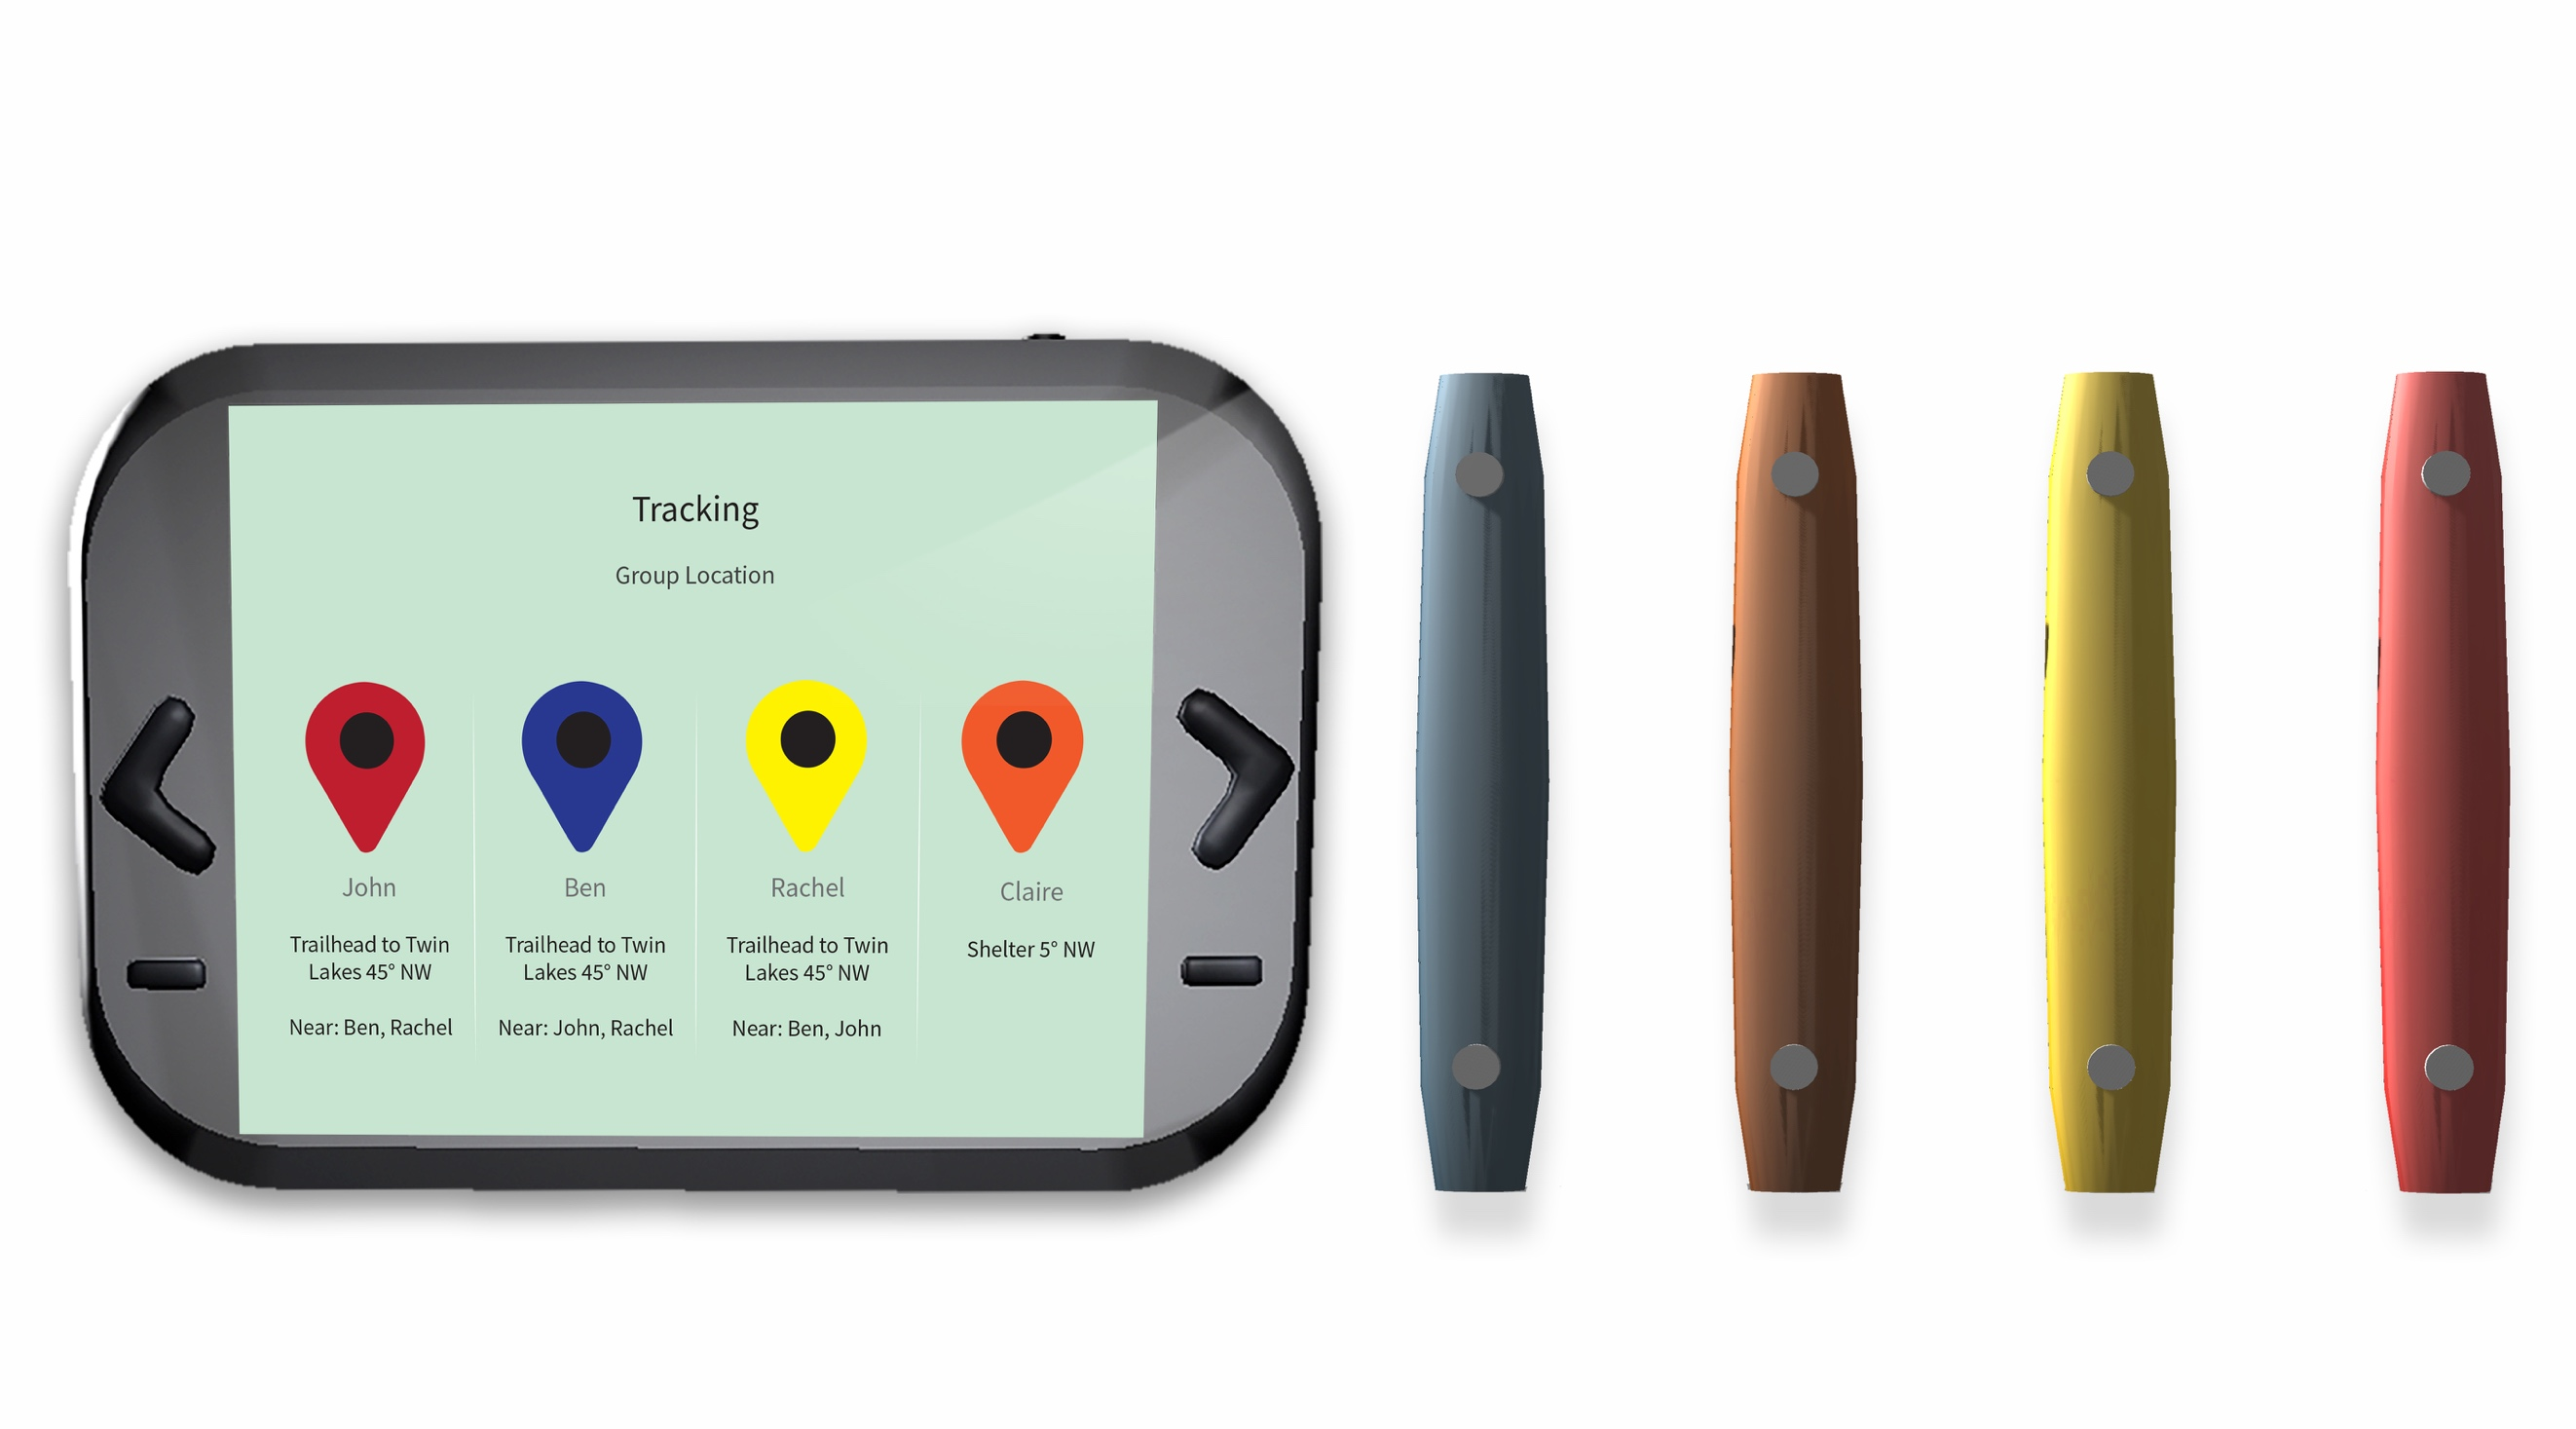 Tracking
Group Location
John
Trailhead to Twin
Lakes 45° NW
Near: Ben, Rachel
Ben
Trailhead to Twin
Lakes 45° NW
Near: John, Rachel
Rachel
Trailhead to Twin
Lakes 45° NW
Near: Ben, John
Claire
Shelter 5° NW